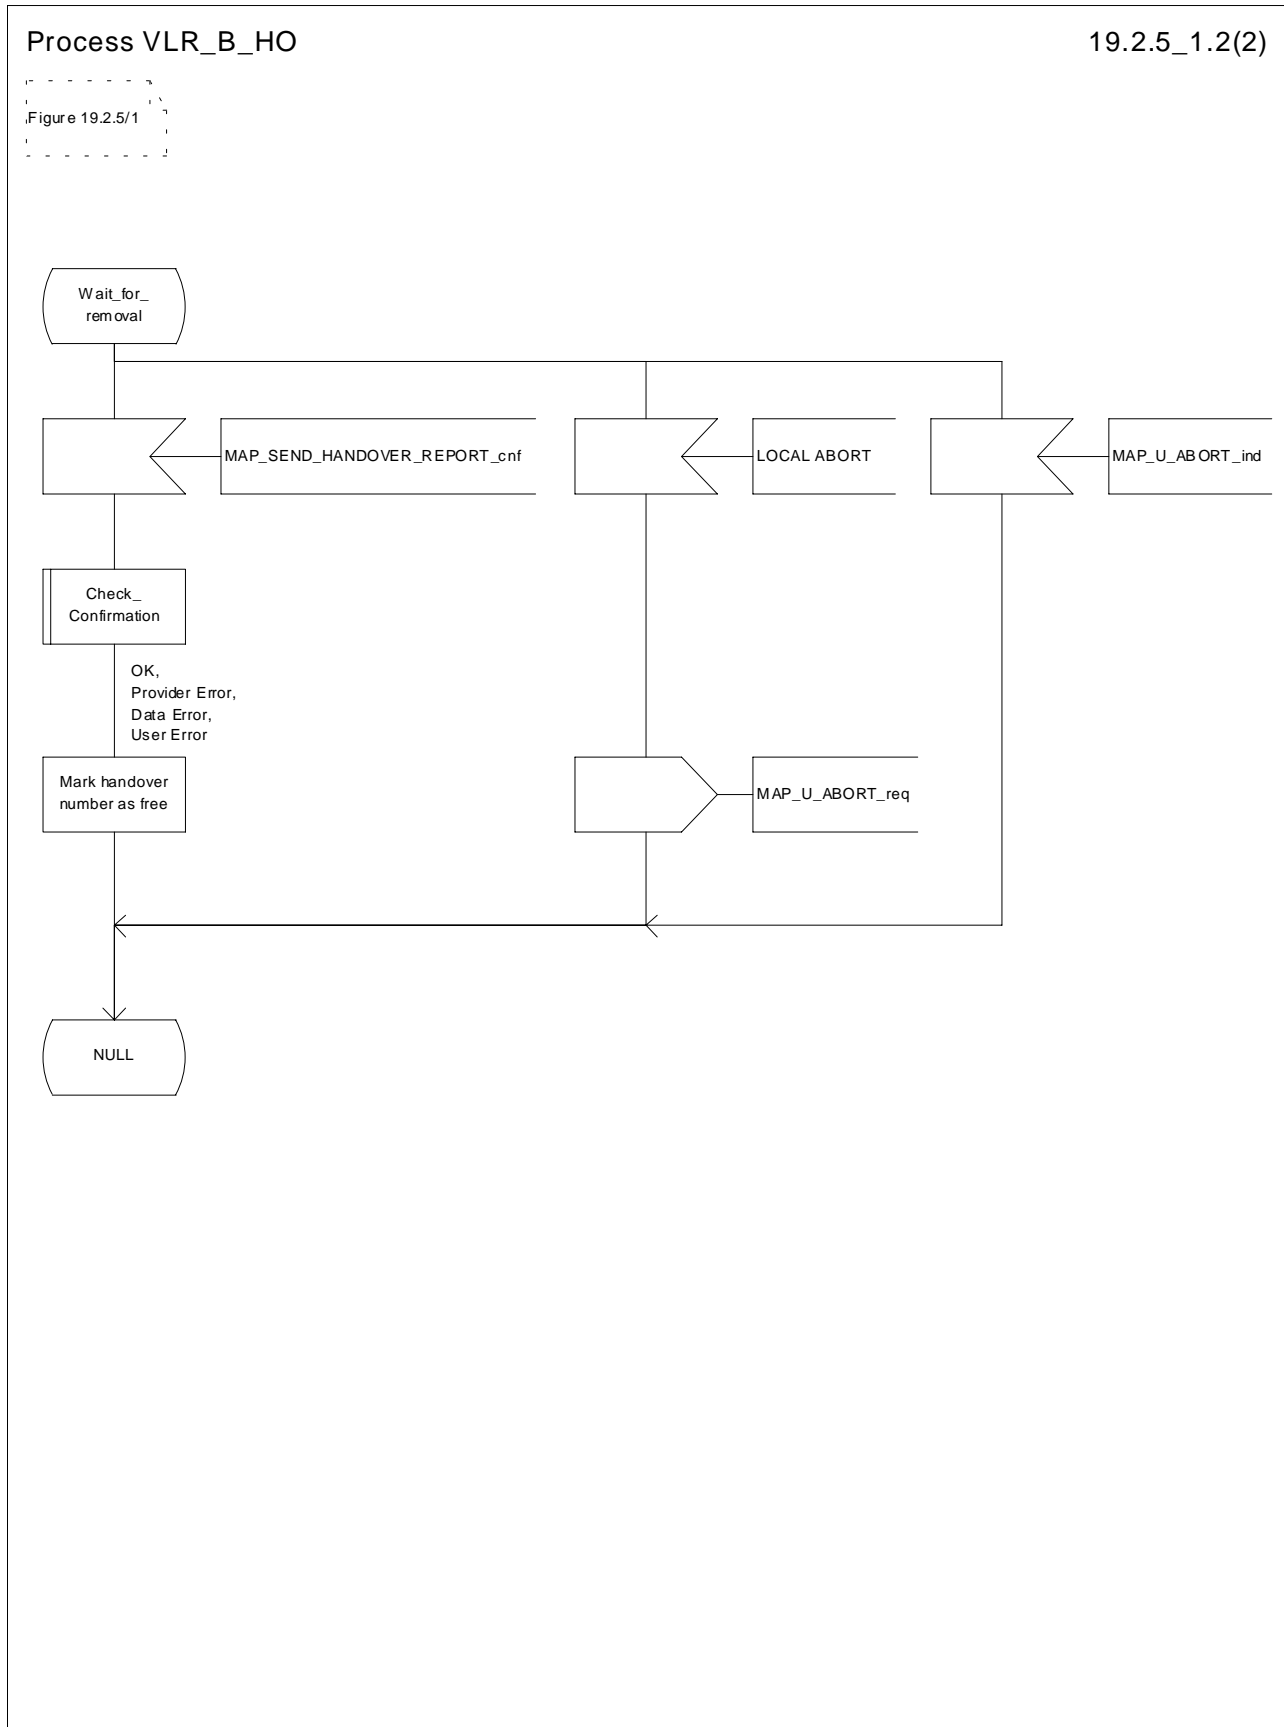 Process VLR_B_HO
19.2.5_1.2(2)
Figure 19.2.5/1
Wait_for_
removal
MAP_SEND_HANDOVER_REPORT_cnf
LOCAL ABORT
MAP_U_ABORT_ind
Check_
Confirmation
OK,
Provider Error,
Data Error,
User Error
Mark handover
number as free
MAP_U_ABORT_req
NULL